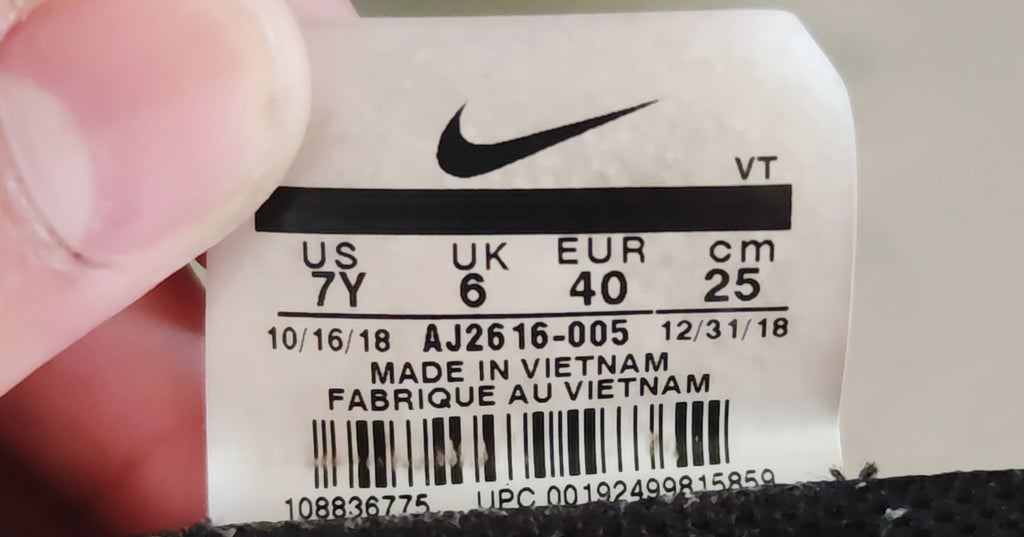 VT
US UK EUR cm
7Y 6 40 25
10/16/18 AJ2616-005 12/31/18
MADE IN VIETNAM
FABRIQUE AU VIETNAM
108836775 UPC 00192499815859